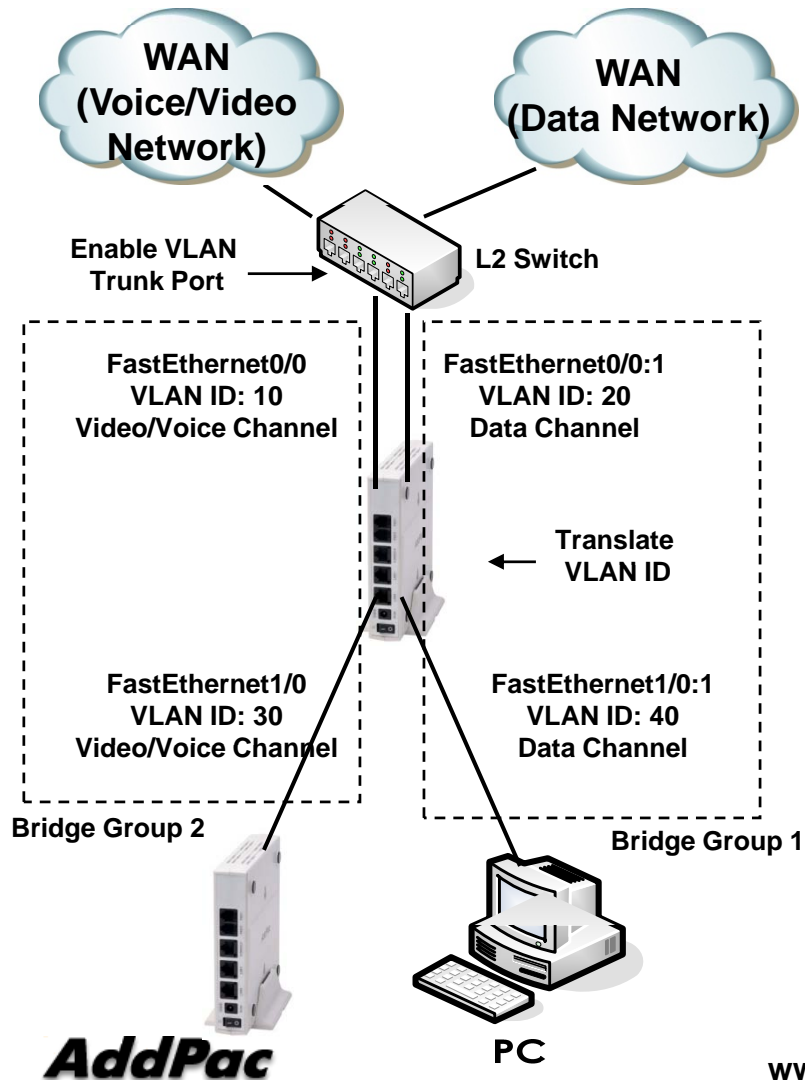 WAN
(Voice/Video
Network)
WAN
(Data Network)
Enable VLAN
Trunk Port
L2 Switch
FastEthernet0/0
VLAN ID: 10
Video/Voice Channel
FastEthernet0/0:1
VLAN ID: 20
Data Channel
Translate
VLAN ID
FastEthernet1/0
VLAN ID: 30
Video/Voice Channel
FastEthernet1/0:1
VLAN ID: 40
Data Channel
Bridge Group 2
Bridge Group 1
AddPac
PC